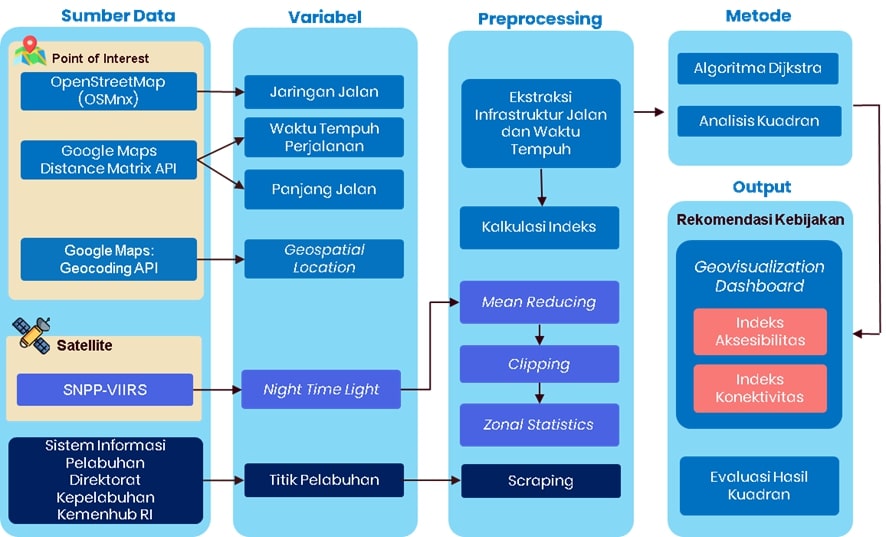 Sumber Data
Point of Interest
OpenStreetMap
(OSMnx)
Google Maps
Distance Matrix API
Google Maps:
Geocoding API
Satellite
SNPP-VIIRS
Sistem Informasi
Pelabuhan
Direktorat
Kepelabuhan
Kemenhub RI
Variabel
Jaringan Jalan
Waktu Tempuh
Perjalanan
Panjang Jalan
Geospatial
Location
Night Time Light
Titik Pelabuhan
Preprocessing
Ekstraksi
Infrastruktur Jalan
dan Waktu
Tempuh
Kalkulasi Indeks
Mean Reducing
Clipping
Zonal Statistics
Scraping
Metode
Algoritma Dijkstra
Analisis Kuadran
Output
Rekomendasi Kebijakan
Geovisualization
Dashboard
Indeks
Aksesibilitas
Indeks
Konektivitas
Evaluasi Hasil
Kuadran